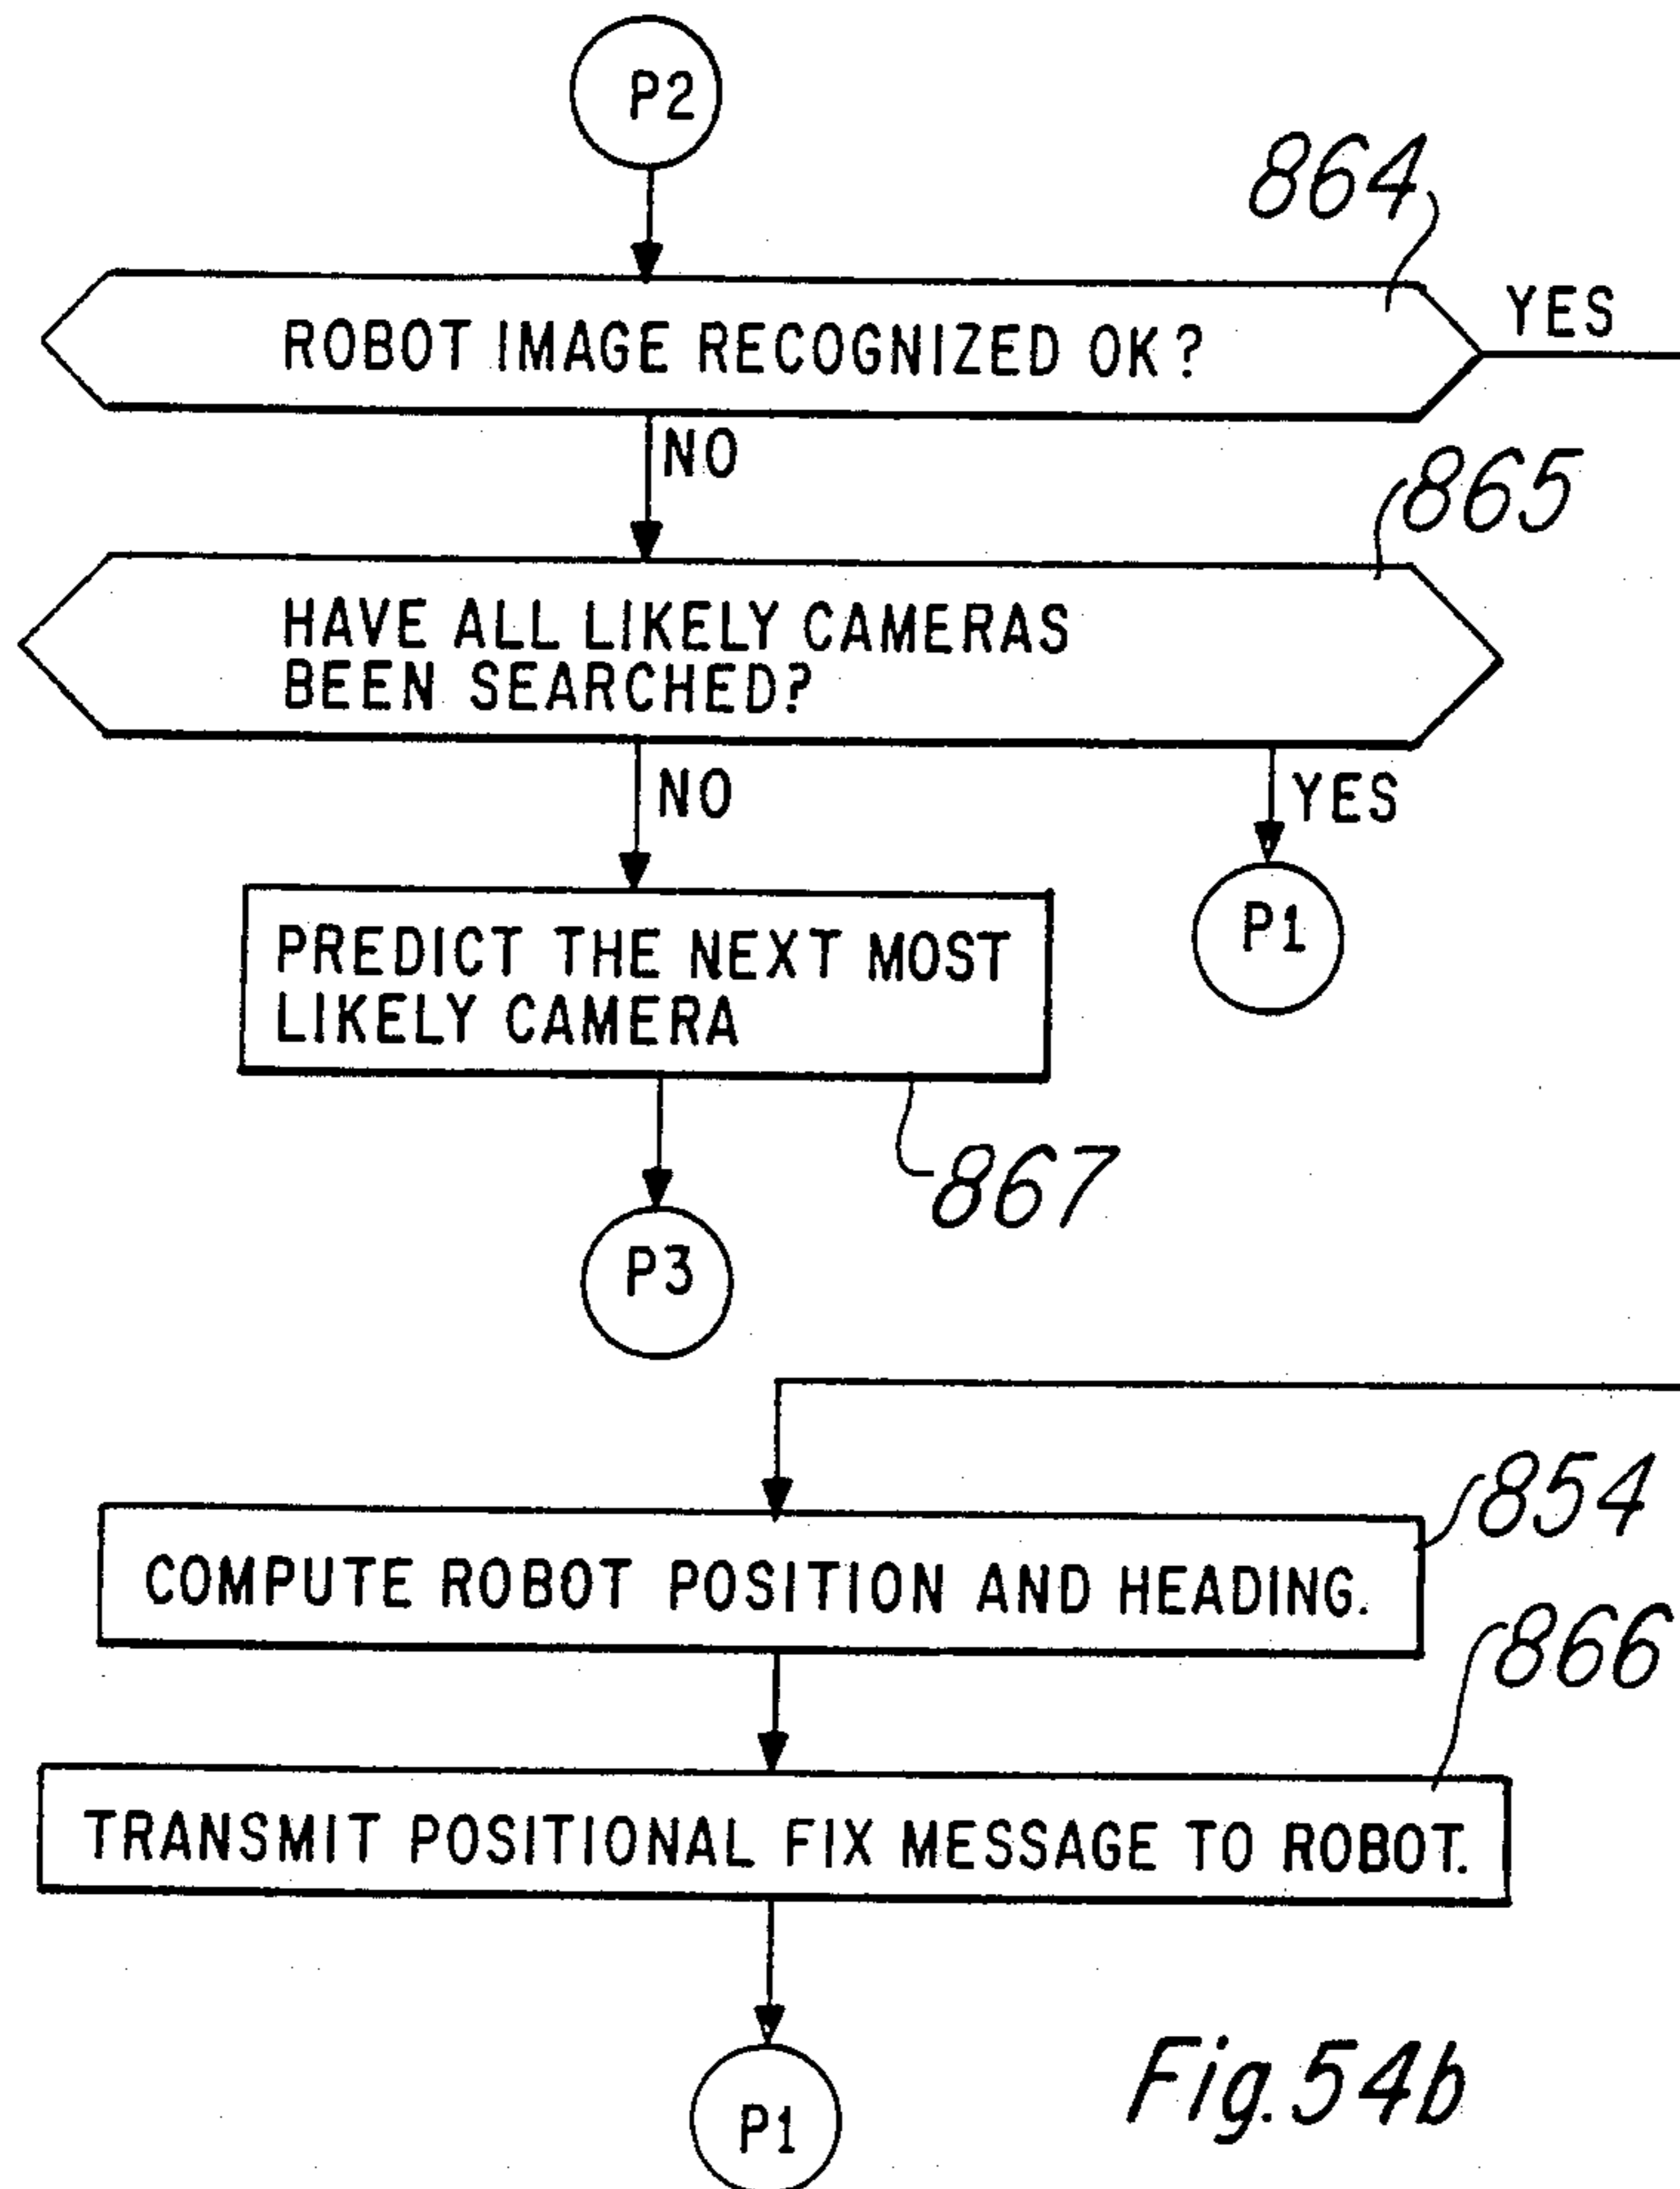 P2
864
ROBOT IMAGE RECOGNIZED OK?
YES
NO
865
HAVE ALL LIKELY CAMERAS
BEEN SEARCHED?
NO
YES
PREDICT THE NEXT MOST
LIKELY CAMERA
P1
867
P3
854
COMPUTE ROBOT POSITION AND HEADING.
866
TRANSMIT POSITIONAL FIX MESSAGE TO ROBOT.
P1
Fig. 54b